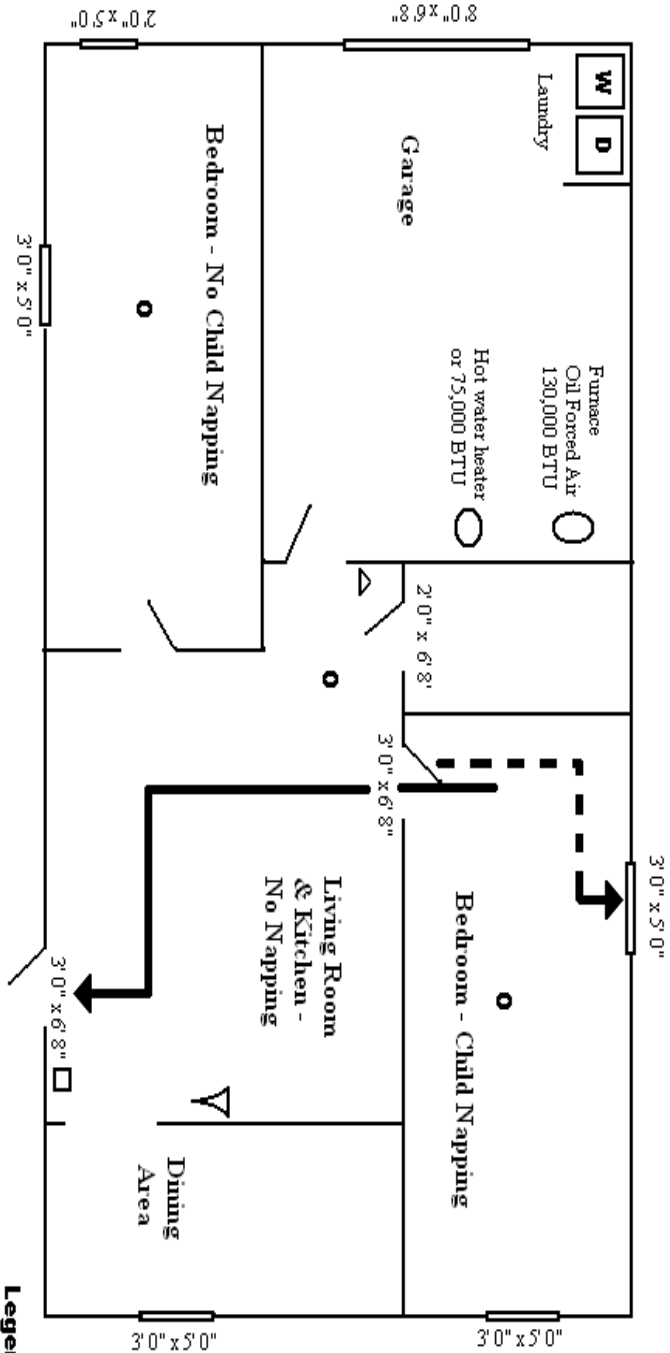 2'0" x 5'0"
8'0" x 6'8"
W
D
Laundry
Garage
Bedroom - No Child Napping
3'0" x 5'0"
Furnace
Oil Forced Air
130,000 BTU
Hot water heater
or 75,000 BTU
2'0" x 6'8'
3'0" x 6'8"
3'0" x 5'0"
Living Room
& Kitchen -
No Napping
Bedroom - Child Napping
3'0" x 6'8"
Dining
Area
3'0" x 5'0"
3'0" x 5'0"